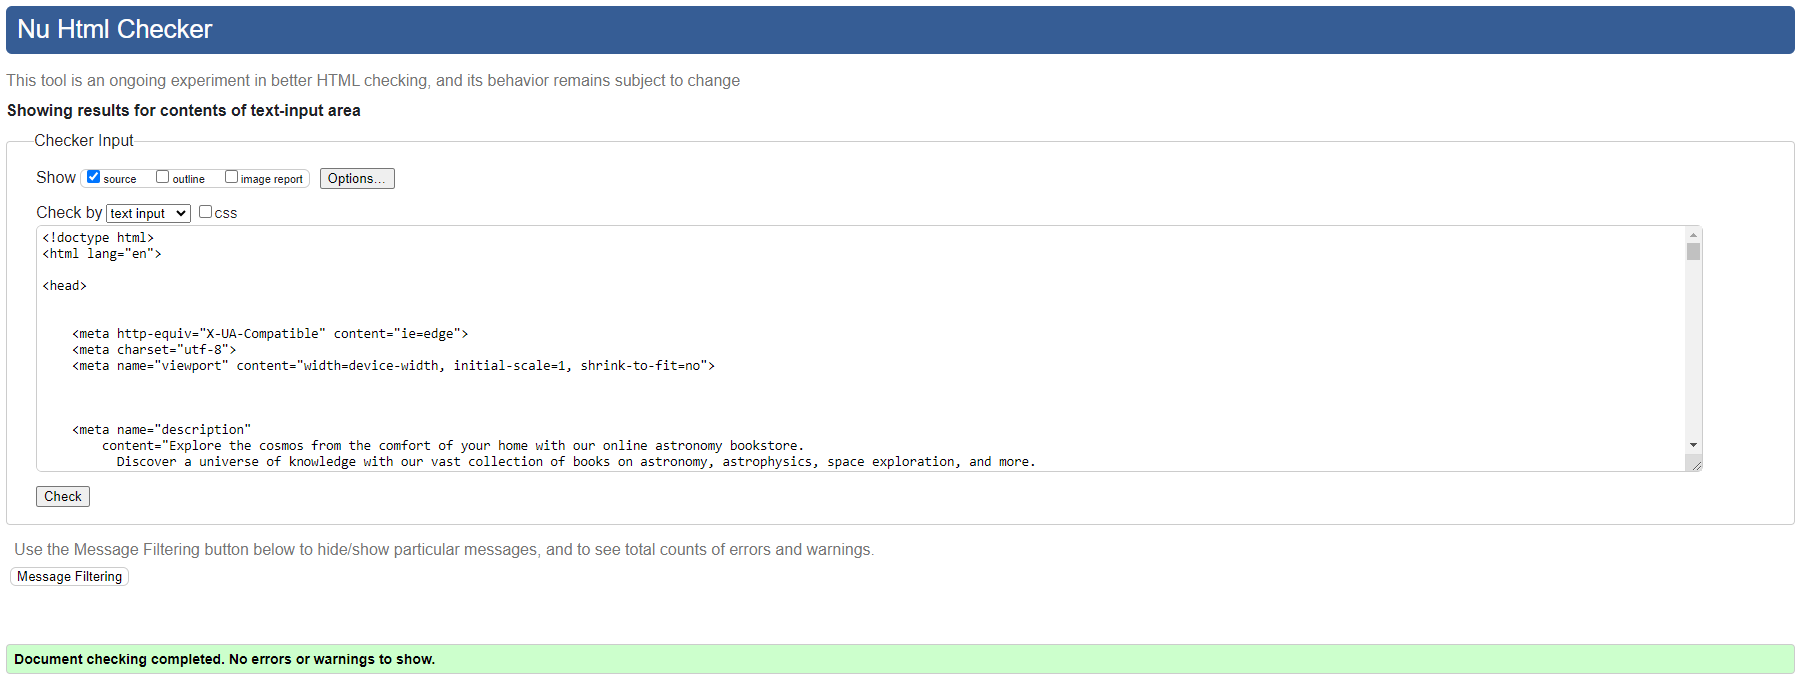 Nu Html Checker
This tool is an ongoing experiment in better HTML checking, and its behavior remains subject to change
Showing results for contents of text-input area
Checker Input
Show source outline image report Options...
Check by text input css
<!doctype html>
<html lang="en">
<head>
<meta http-equiv="X-UA-Compatible" content="ie=edge">
<meta charset="utf-8">
<meta name="viewport" content="width=device-width, initial-scale=1, shrink-to-fit=no">
<meta name="description"
content="Explore the cosmos from the comfort of your home with our online astronomy bookstore.
Discover a universe of knowledge with our vast collection of books on astronomy, astrophysics, space exploration, and more.
Check
Use the Message Filtering button below to hide/show particular messages, and to see total counts of errors and warnings.
Message Filtering
Document checking completed. No errors or warnings to show.